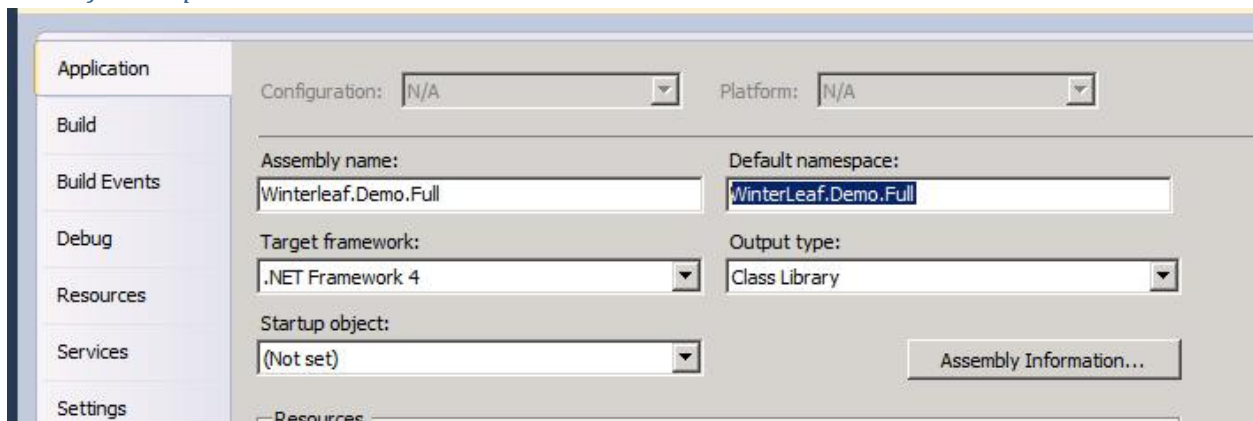 Application
Configuration: N/A Platform: N/A
Build
Assembly name: Default namespace:
Build Events
Winterleaf.Demo.Full WinterLeaf.Demo.Full
Debug
Target framework: Output type:
.NET Framework 4 Class Library
Resources
Startup object:
Services
(Not set) Assembly Information...
Settings
Resources